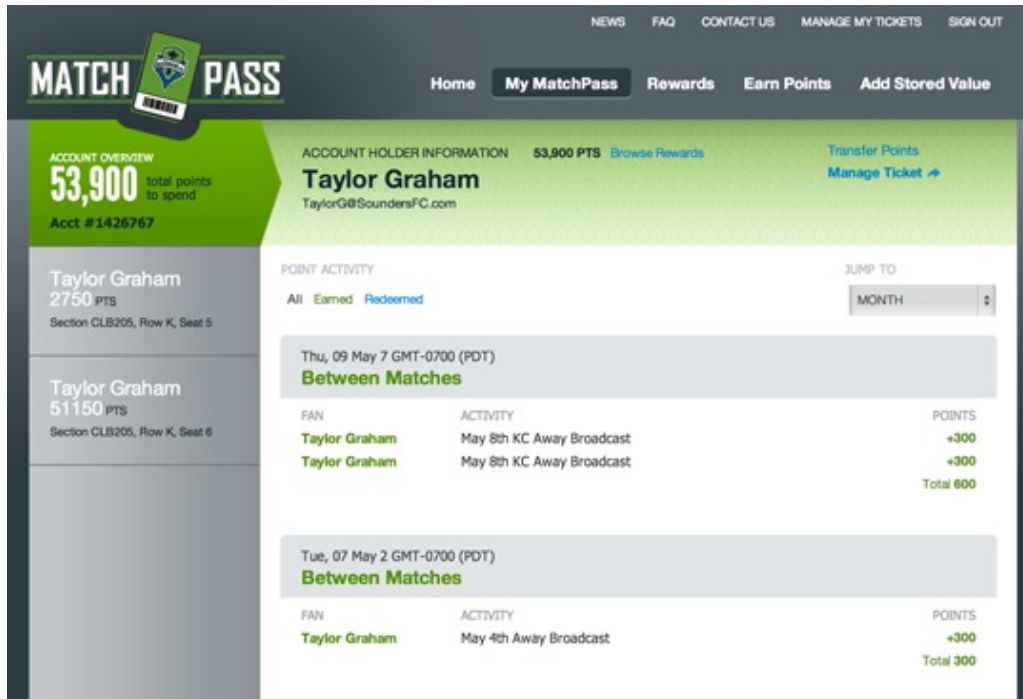 NEWS FAQ CONTACT US MANAGE MY TICKETS SIGN OUT
MATCH PASS
Home My MatchPass Rewards Earn Points Add Stored Value
ACCOUNT OVERVIEW
53,900 total points to spend
Acct #1426767
ACCOUNT HOLDER INFORMATION 53,900 PTS Browse Rewards
Taylor Graham
TaylorG@SoundersFC.com
Transfer Points
Manage Ticket
Taylor Graham
2750 PTS
Section CLB205, Row K, Seat 5
Taylor Graham
51150 PTS
Section CLB205, Row K, Seat 6
POINT ACTIVITY
All Earned Redeemed
JUMP TO
MONTH
Thu, 09 May 7 GMT-0700 (PDT)
Between Matches
FAN ACTIVITY POINTS
Taylor Graham May 8th KC Away Broadcast +300
Taylor Graham May 8th KC Away Broadcast +300
Total 600
Tue, 07 May 2 GMT-0700 (PDT)
Between Matches
FAN ACTIVITY POINTS
Taylor Graham May 4th Away Broadcast +300
Total 300